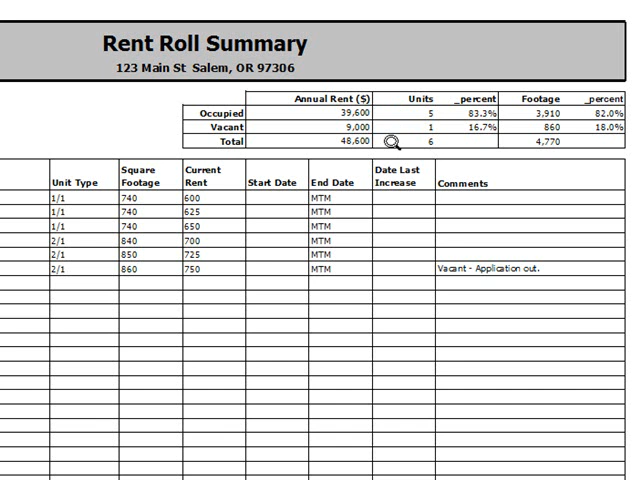 Rent Roll Summary
123 Main St Salem, OR 97306
Annual Rent ($) Units _percent Footage _percent
Occupied 39,600 5 83.3% 3,910 82.0%
Vacant 9,000 1 16.7% 860 18.0%
Total 48,600 6 4,770
Unit Type Square Footage Current Rent Start Date End Date Date Last Increase Comments
1/1 740 600 MTM
1/1 740 625 MTM
1/1 740 650 MTM
2/1 840 700 MTM
2/1 850 725 MTM
2/1 860 750 MTM Vacant - Application out.